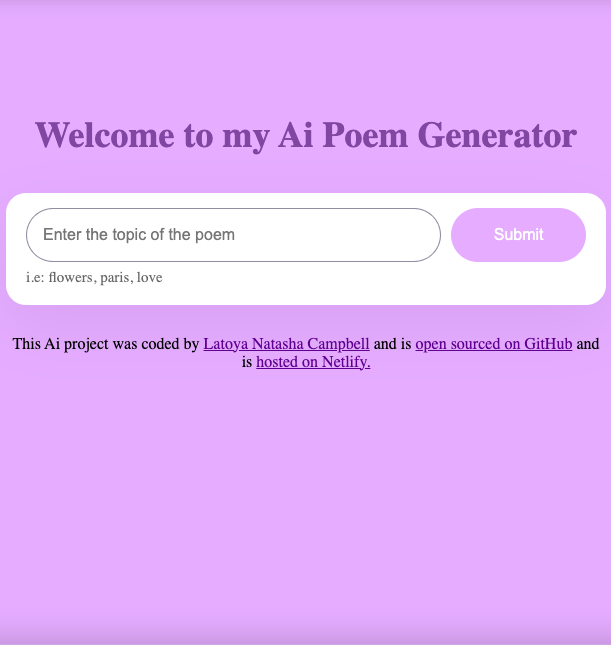 Welcome to my Ai Poem Generator
Enter the topic of the poem
Submit
i.e: flowers, paris, love
This Ai project was coded by Latoya Natasha Campbell and is open sourced on GitHub and
is hosted on Netlify.